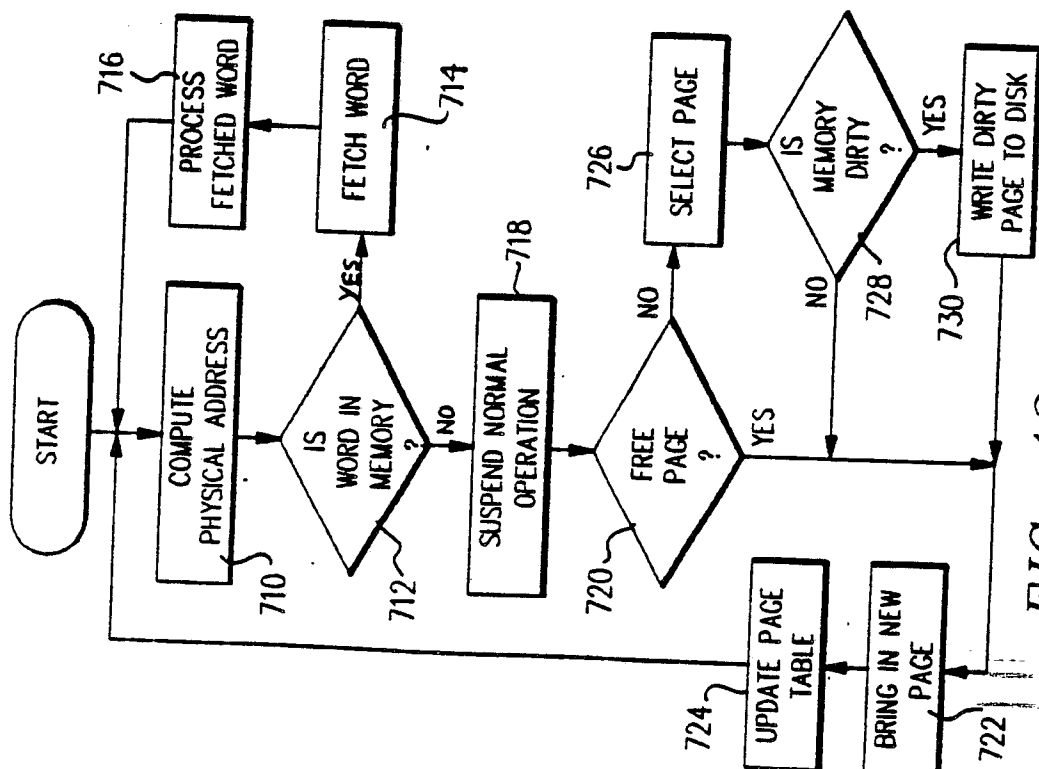 START
COMPUTE
PHYSICAL ADDRESS
710
IS
WORD IN
MEMORY
?
712
YES
FETCH WORD
714
PROCESS
FETCHED WORD
716
NO
SUSPEND NORMAL
OPERATION
718
FREE
PAGE
?
720
NO
SELECT PAGE
726
IS
MEMORY
DIRTY
?
728
NO
YES
WRITE DIRTY
PAGE TO DISK
730
YES
BRING IN NEW
PAGE
722
UPDATE PAGE
TABLE
724
FIG.